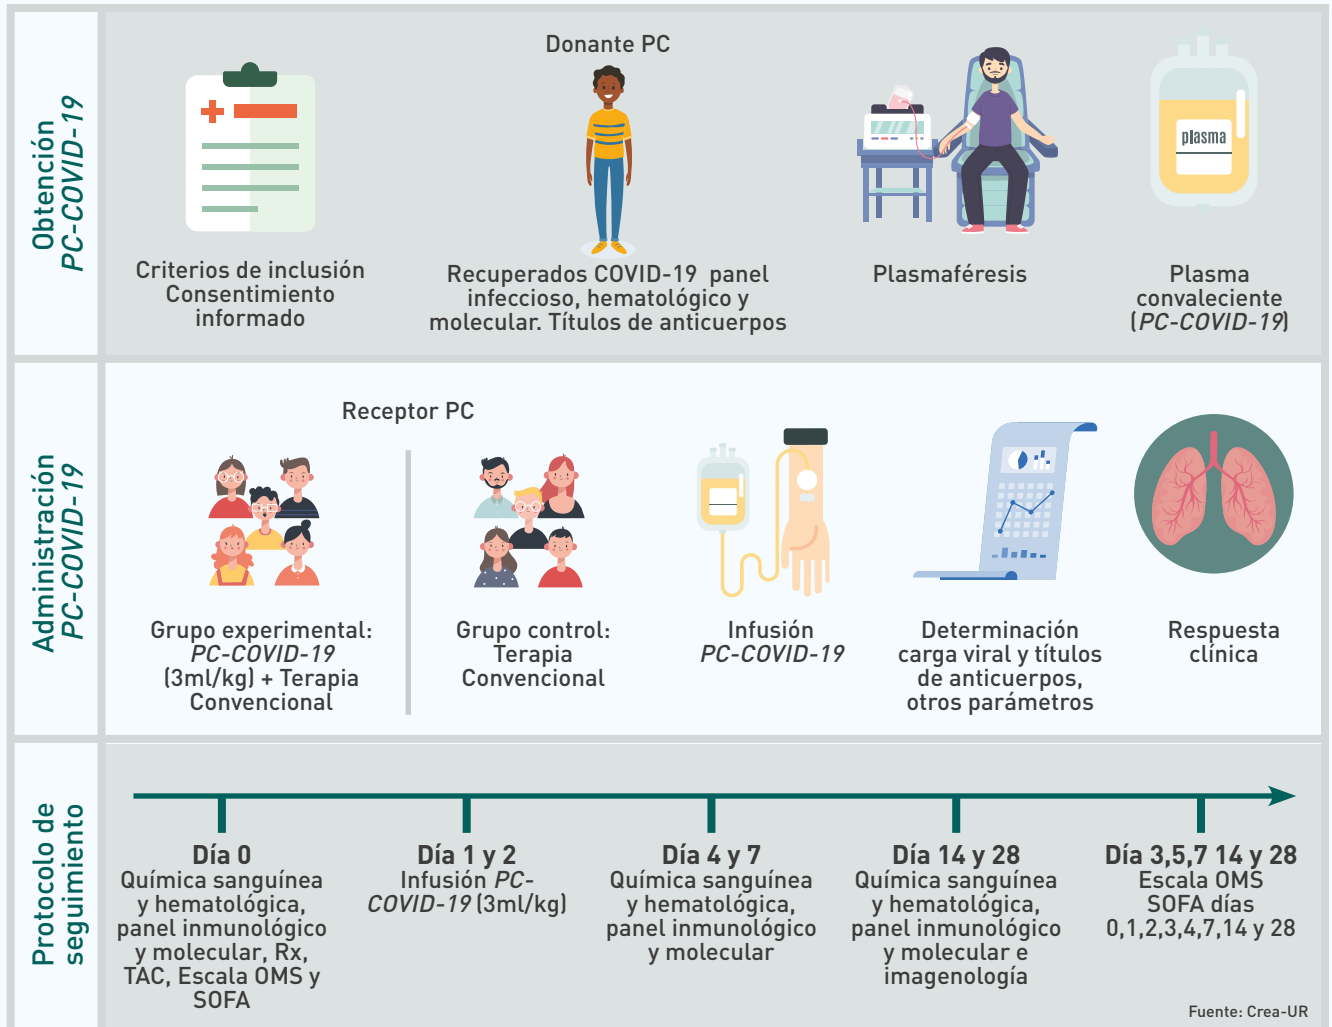 Obtención
PC-COVID-19
Donante PC
plasma
Criterios de inclusión
Consentimiento
informado
Recuperados COVID-19 panel
infeccioso, hematológico y
molecular. Títulos de anticuerpos
Plasmaféresis
Plasma
convaleciente
(PC-COVID-19)
Administración
PC-COVID-19
Receptor PC
Grupo experimental:
PC-COVID-19
(3ml/kg) + Terapia
Convencional
Grupo control:
Terapia
Convencional
Infusión
PC-COVID-19
Determinación
carga viral y títulos
de anticuerpos,
otros parámetros
Respuesta
clínica
Protocolo de
seguimiento
Día 0
Química sanguínea
y hematológica,
panel inmunológico
y molecular, Rx,
TAC, Escala OMS y
SOFA
Día 1 y 2
Infusión PC-
COVID-19 (3ml/kg)
Día 4 y 7
Química sanguínea
y hematológica,
panel inmunológico
y molecular
Día 14 y 28
Química sanguínea
y hematológica,
panel inmunológico
y molecular e
imagenología
Día 3,5,7 14 y 28
Escala OMS
SOFA días
0,1,2,3,4,7,14 y 28
Fuente: Crea-UR